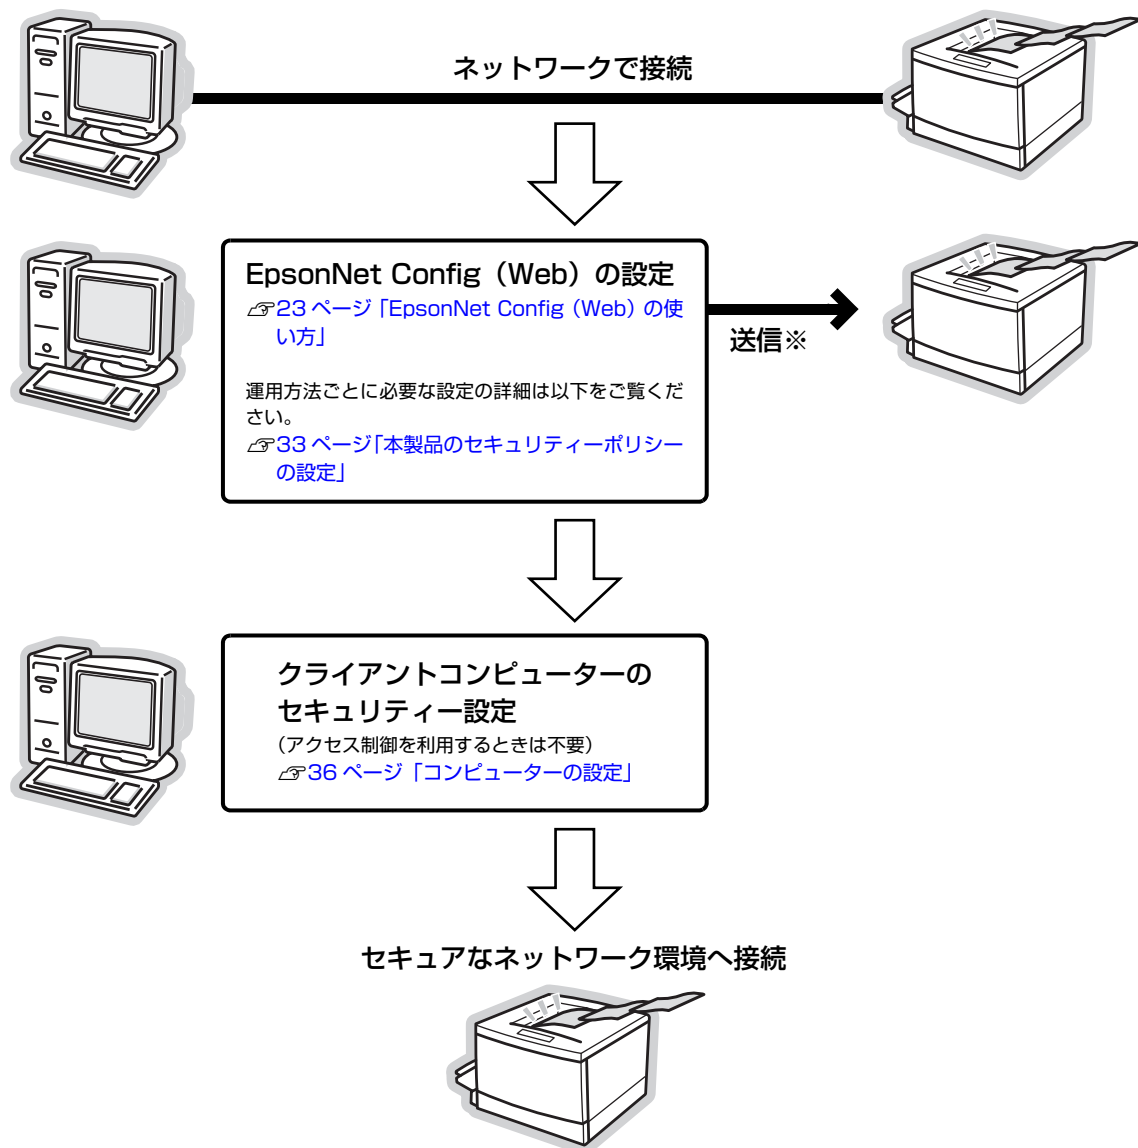 ネットワークで接続
EpsonNet Config（Web）の設定
☞23 ページ「EpsonNet Config（Web）の使
い方」
送信※
運用方法ごとに必要な設定の詳細は以下をご覧くだ
さい。
☞33 ページ「本製品のセキュリティーポリシー
の設定」
クライアントコンピューターの
セキュリティー設定
（アクセス制御を利用するときは不要）
☞36 ページ「コンピューターの設定」
セキュアなネットワーク環境へ接続